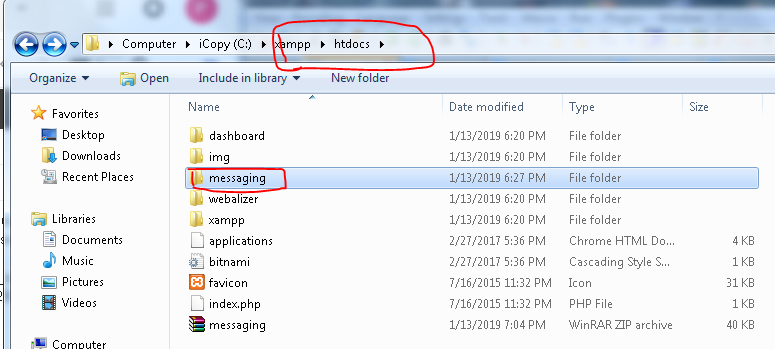 Computer iCopy (C:) xampp htdocs
Organize Open Include in library New folder
Name Date modified Type Size
Favorites
Desktop
Downloads
Recent Places
Libraries
Documents
Music
Pictures
Videos
Computer
dashboard 1/13/2019 6:20 PM File folder
img 1/13/2019 6:20 PM File folder
messaging 1/13/2019 6:27 PM File folder
webalizer 1/13/2019 6:20 PM File folder
xampp 1/13/2019 6:20 PM File folder
applications 2/27/2017 5:36 PM Chrome HTML Do... 4 KB
bitnami 2/27/2017 5:36 PM Cascading Style S... 1 KB
favicon 7/16/2015 11:32 PM Icon 31 KB
index.php 7/16/2015 11:32 PM PHP File 1 KB
messaging 1/13/2019 7:04 PM WinRAR ZIP archive 4 KB